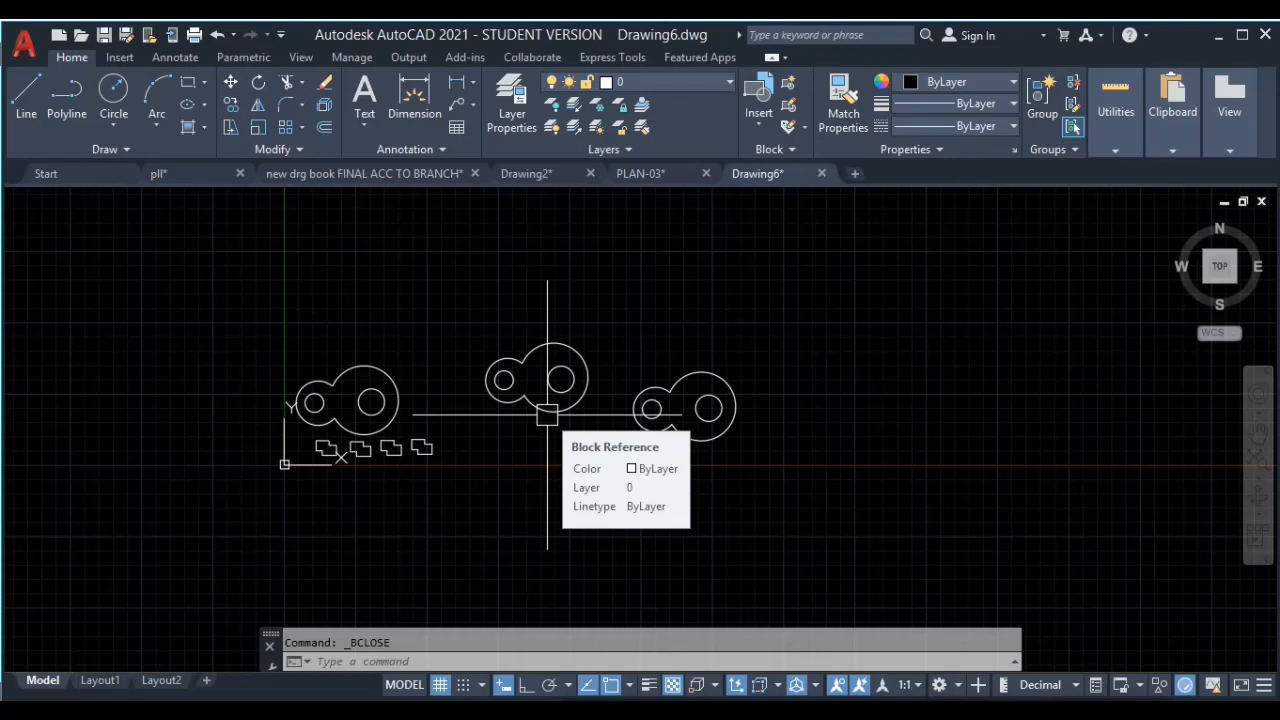 Autodesk AutoCAD 2021 - STUDENT VERSION Drawing6.dwg
Type a keyword or phrase
Sign In
Home Insert Annotate Parametric View Manage Output Add-ins Collaborate Express Tools Featured Apps
0
ByLayer
ByLayer
ByLayer
Line Polyline Circle Arc
Text Dimension
Layer Properties
Insert
Match Properties
Group
Utilities
Clipboard
View
Draw Modify Annotation Layers Block Properties Groups
Start pll* new drg book FINAL ACC TO BRANCH* Drawing2* PLAN-03* Drawing6*
N
W TOP E
S
WCS
Y
X
Block Reference
Color ByLayer
Layer 0
Linetype ByLayer
Command: _BCLOSE
Type a command
Model Layout1 Layout2
MODEL 1:1 Decimal